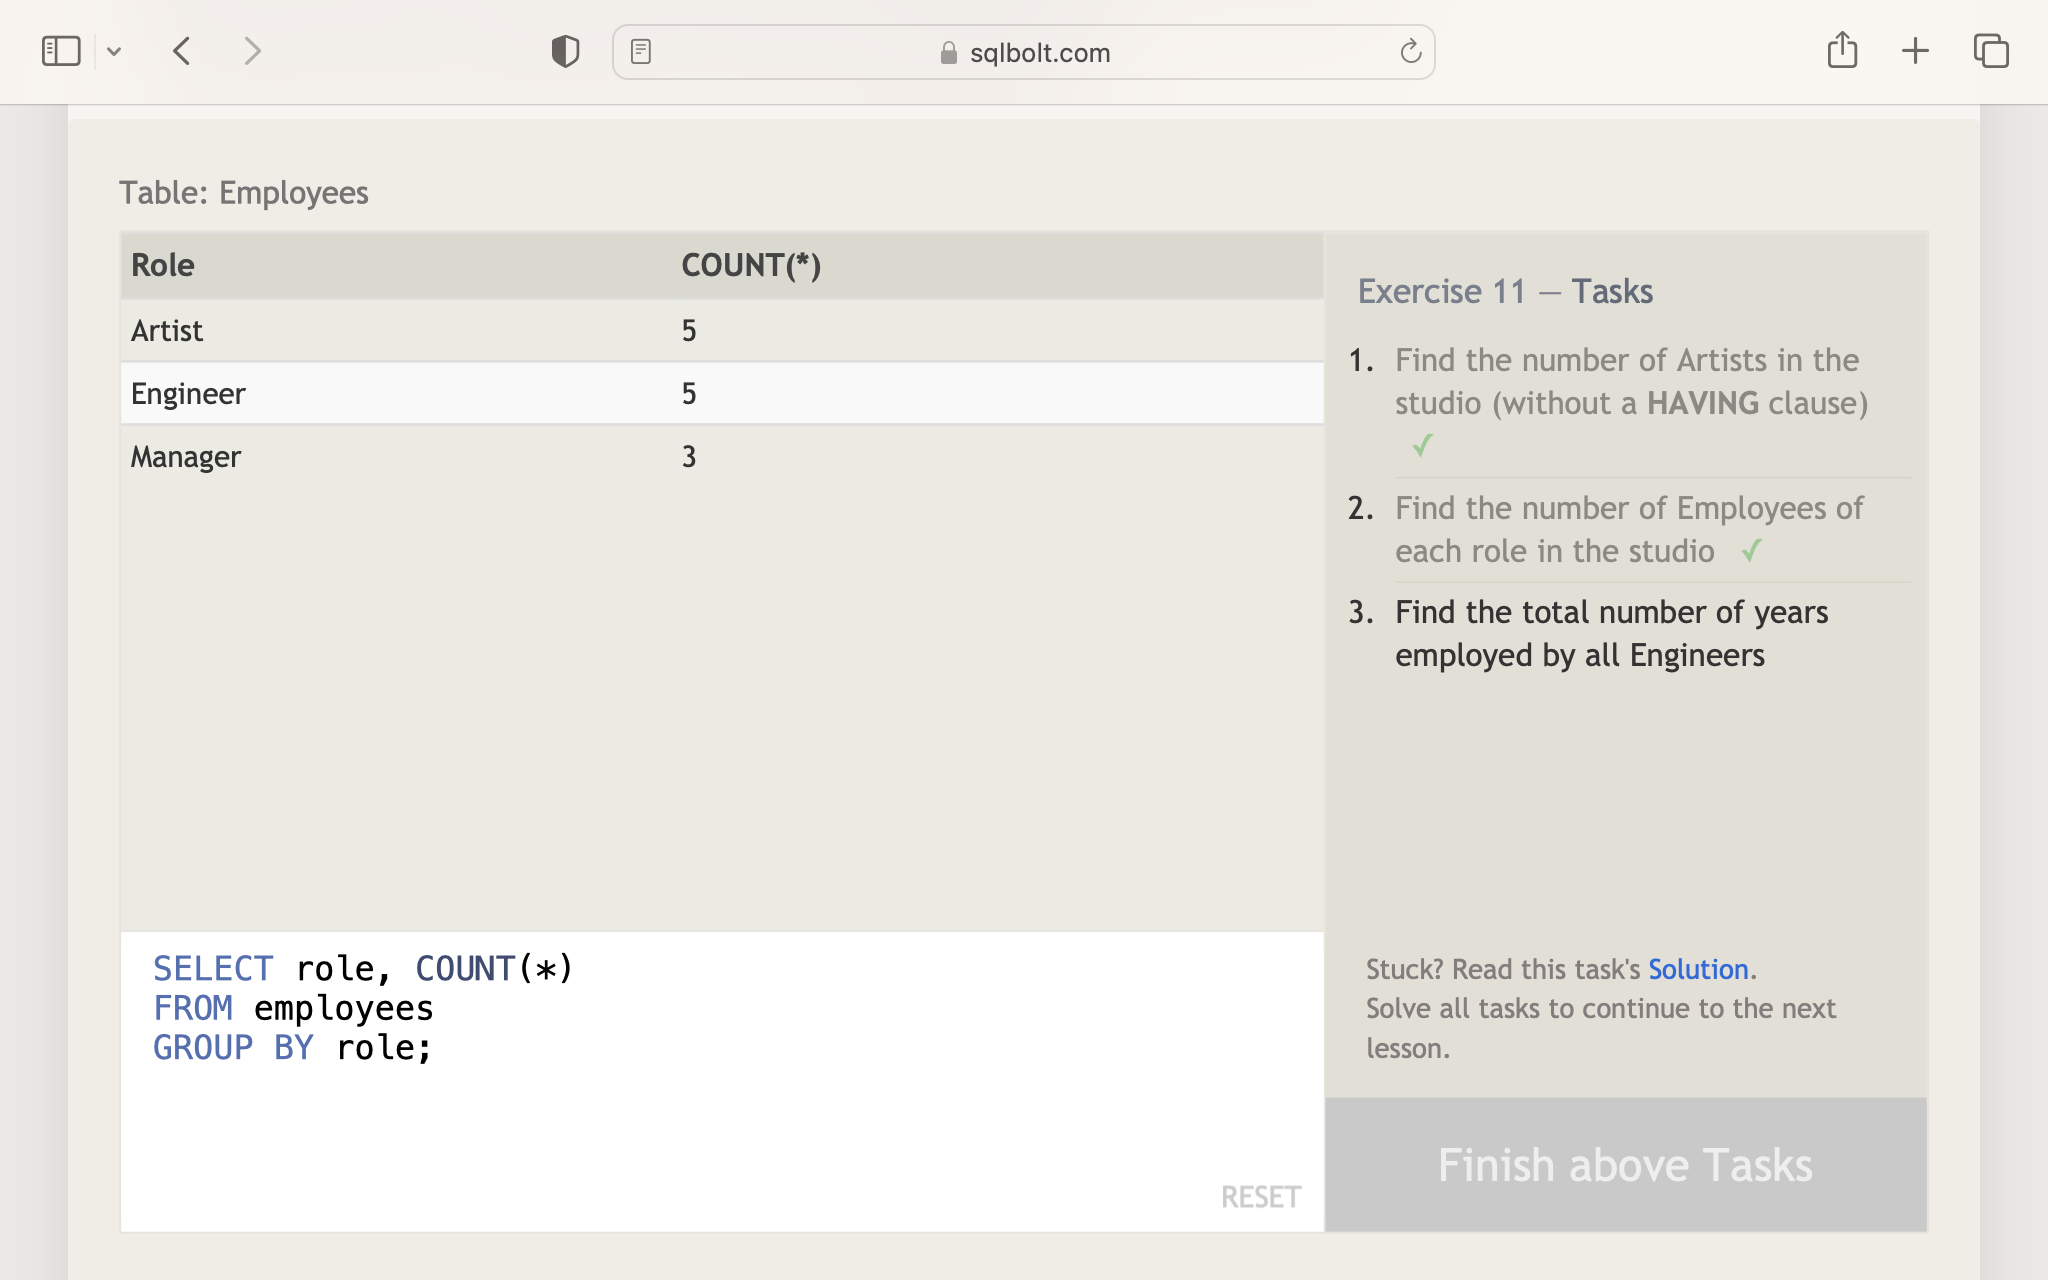 sqlbolt.com
Table: Employees
Role COUNT(*)
Artist 5
Engineer 5
Manager 3
SELECT role, COUNT(*)
FROM employees
GROUP BY role;
RESET
Exercise 11 — Tasks
1. Find the number of Artists in the
studio (without a HAVING clause)
✓
2. Find the number of Employees of
each role in the studio ✓
3. Find the total number of years
employed by all Engineers
Stuck? Read this task's Solution.
Solve all tasks to continue to the next
lesson.
Finish above Tasks